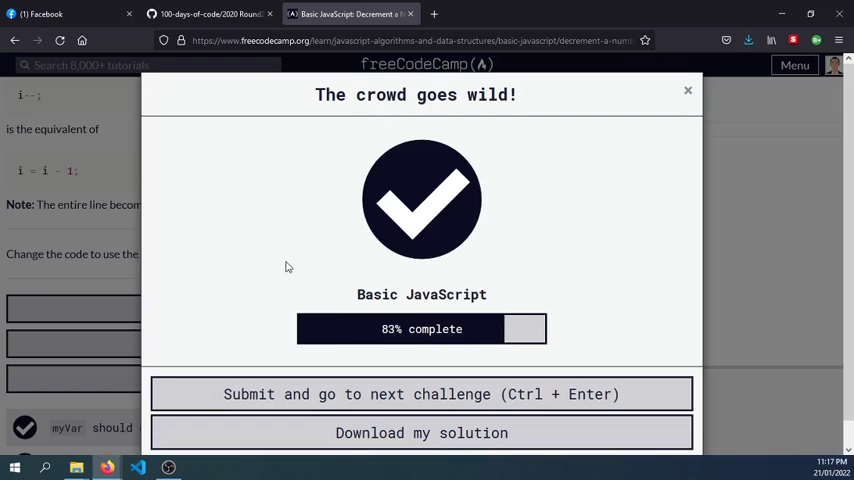 (1) Facebook
100-days-of-code/2020 Round
Basic JavaScript: Decrement a N
https://www.freecodecamp.org/learn/javascript-algorithms-and-data-structures/basic-javascript/decrement-a-num
Search 8,000+ tutorials
freeCodeCamp
Menu
i--;
The crowd goes wild!
is the equivalent of
i = i - 1;
Note: The entire line becom
Change the code to use the
Basic JavaScript
83% complete
Submit and go to next challenge (Ctrl + Enter)
Download my solution
myVar should
11:17 PM
21/01/2022